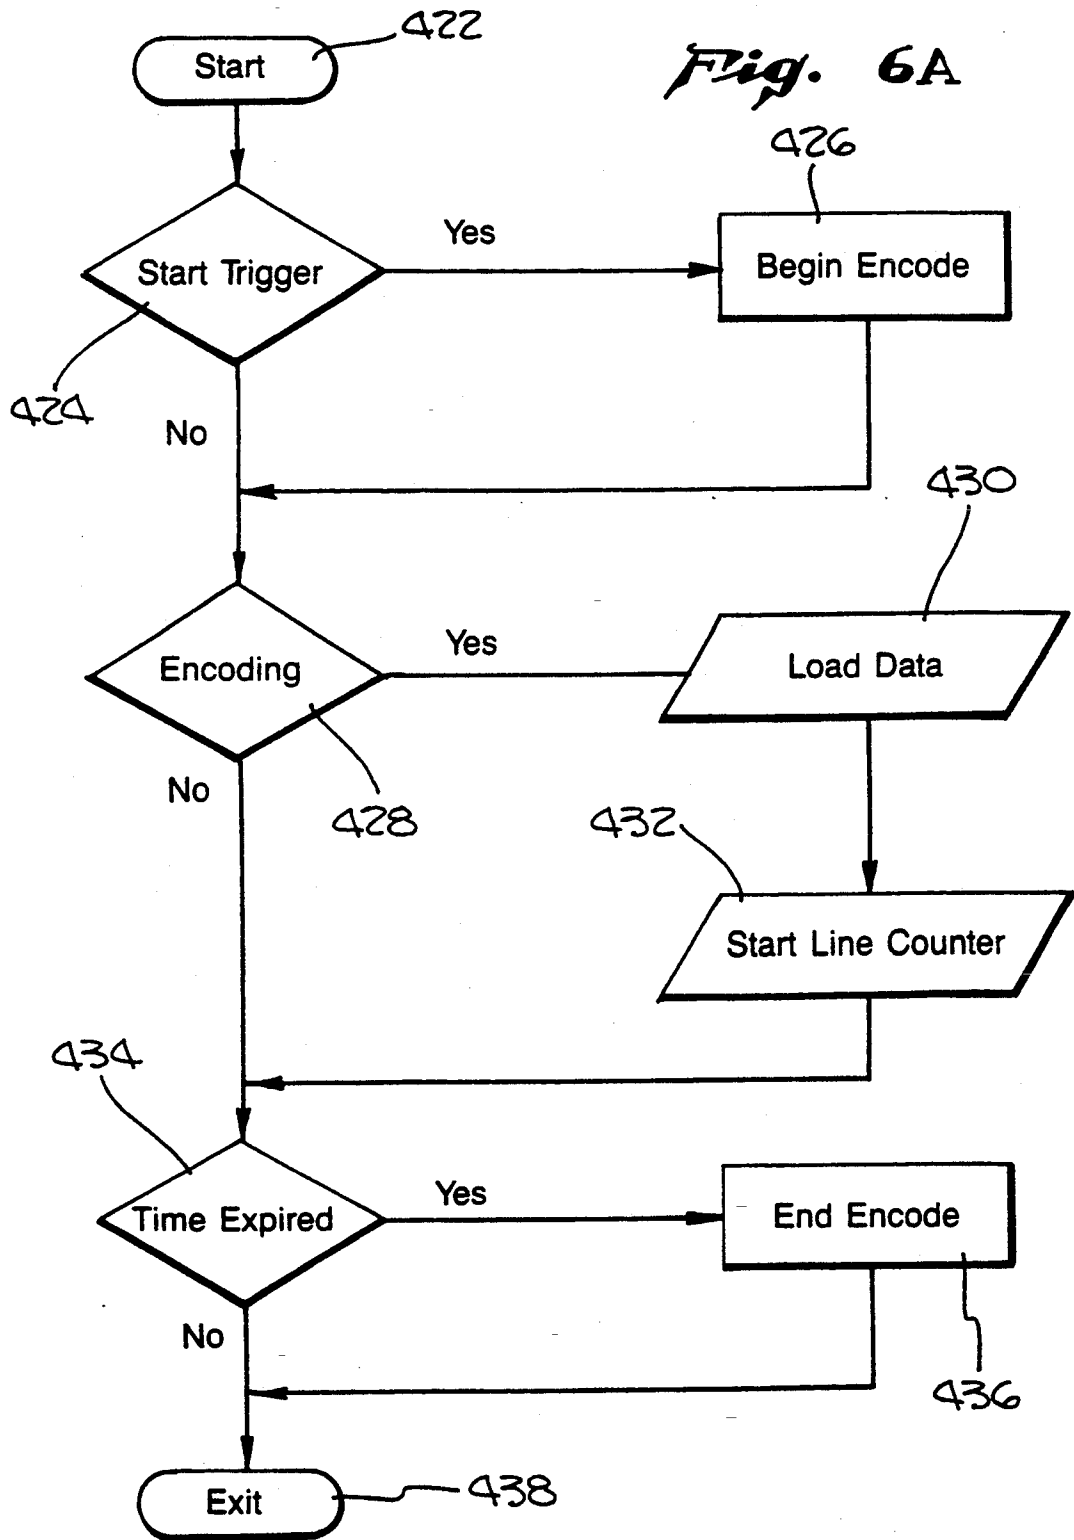 422
Start
Fig. 6A
426
Yes
Start Trigger
Begin Encode
424
No
430
Yes
Encoding
Load Data
No
428
432
Start Line Counter
434
Yes
Time Expired
End Encode
No
436
Exit
438